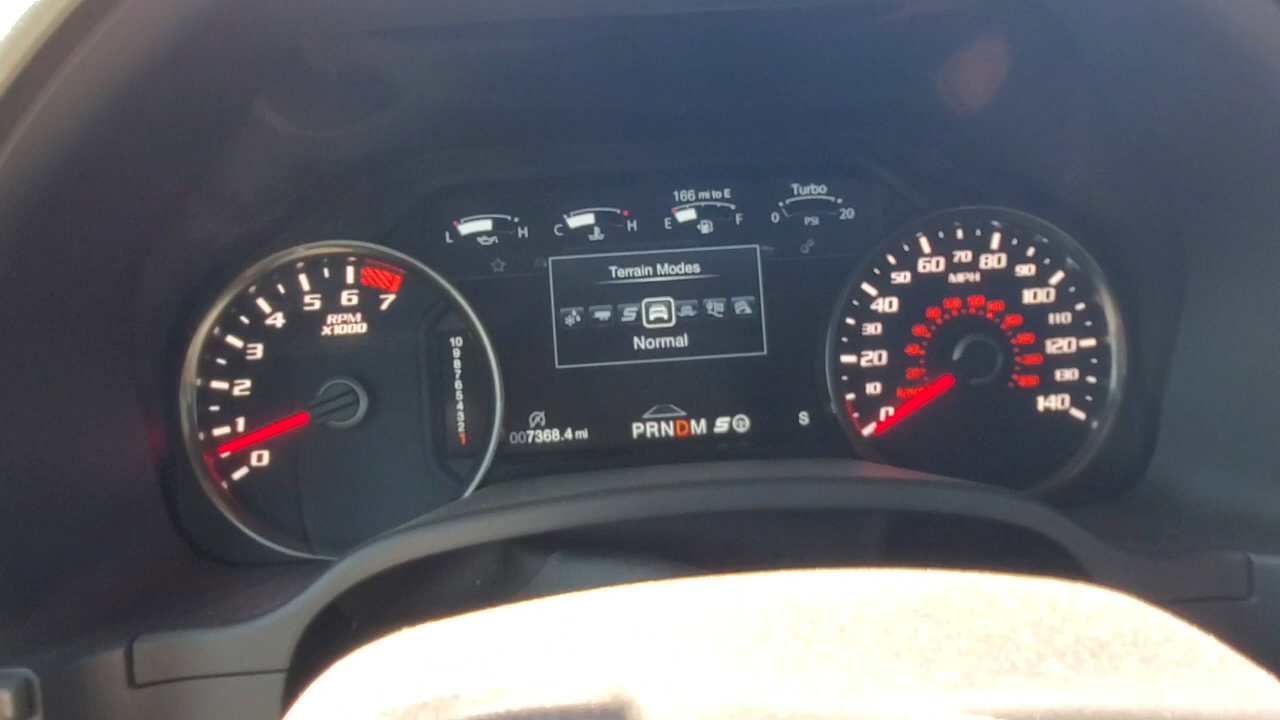 166 mi to E
Turbo
L H
C H
E F
0 PSI 20
Terrain Modes
S
Normal
0 1 2 3 4 5 6 7
RPM
x1000
10
9
8
7
6
5
4
3
2
1
007368.4 mi
PRNDM S
S
0 10 20 30 40 50 60 70 80 90 100 110 120 130 140
MPH